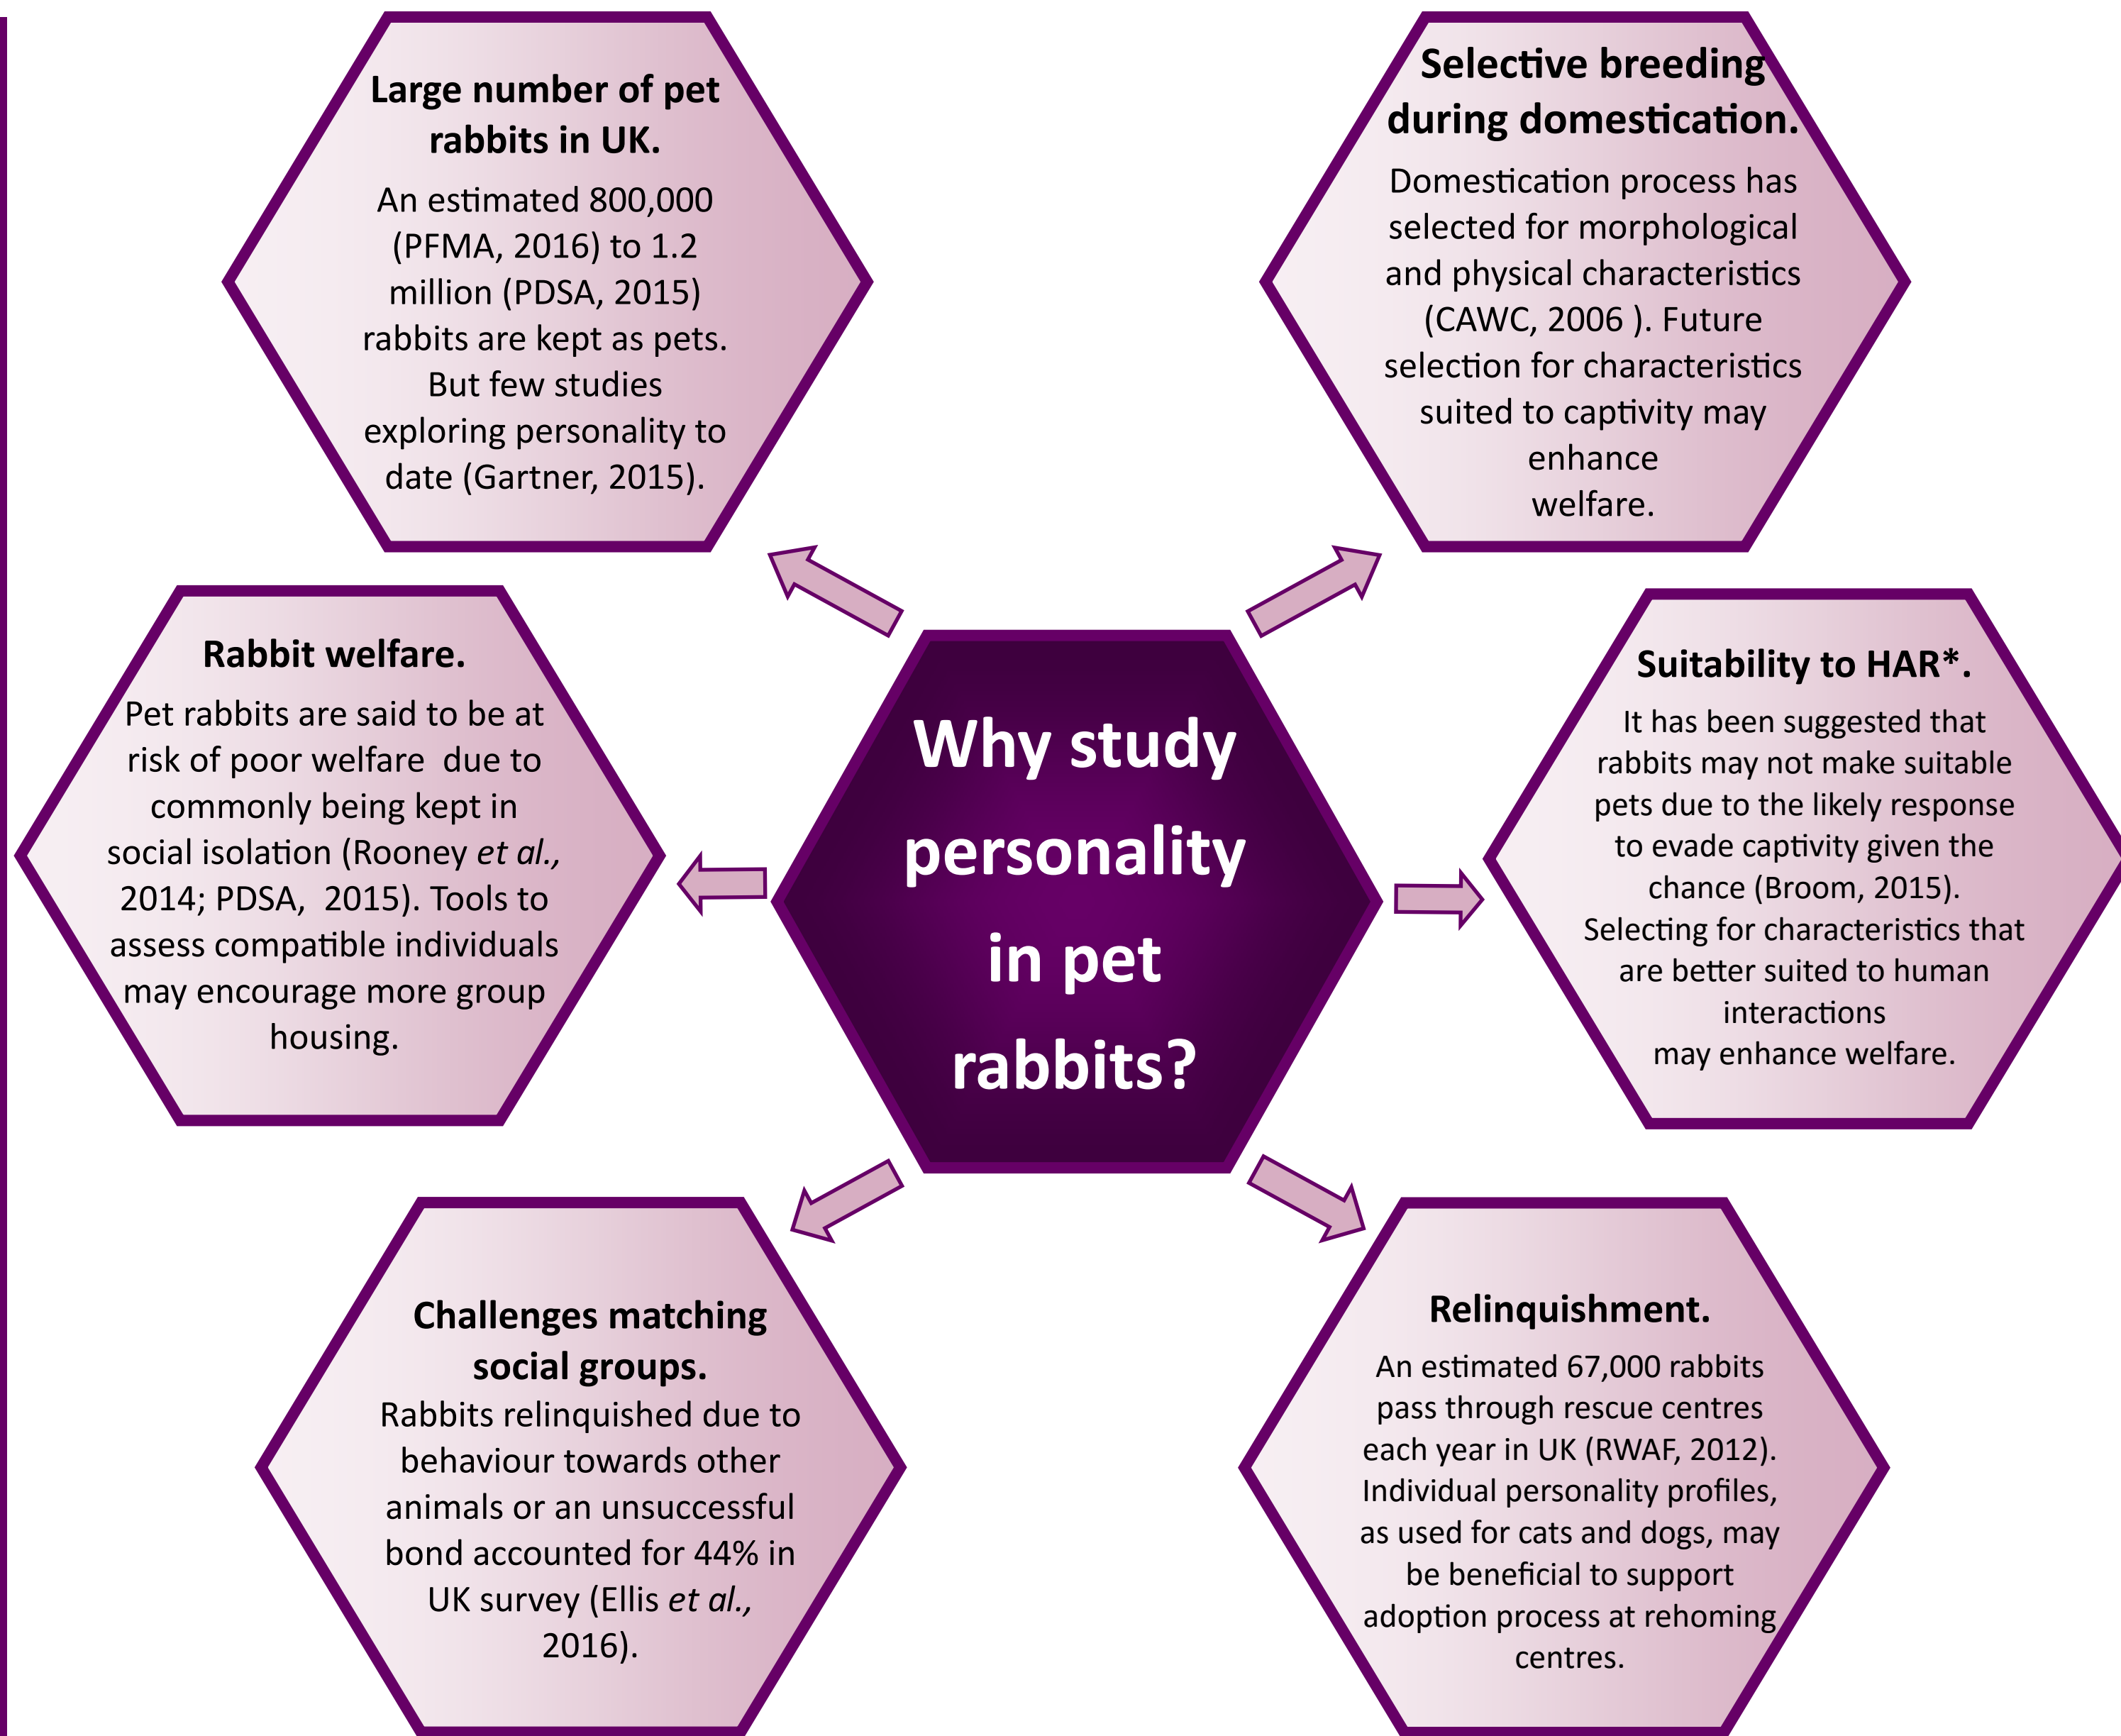 Large number of pet
rabbits in UK.
An estimated 800,000
(PFMA, 2016) to 1.2
million (PDSA, 2015)
rabbits are kept as pets.
But few studies
exploring personality to
date (Gartner, 2015).
Selective breeding
during domestication.
Domestication process has
selected for morphological
and physical characteristics
(CAWC, 2006 ). Future
selection for characteristics
suited to captivity may
enhance
welfare.
Rabbit welfare.
Pet rabbits are said to be at
risk of poor welfare  due to
commonly being kept in
social isolation (Rooney et al.,
2014; PDSA,  2015). Tools to
assess compatible individuals
may encourage more group
housing.
Why study
personality
in pet
rabbits?
Suitability to HAR*.
It has been suggested that
rabbits may not make suitable
pets due to the likely response
to evade captivity given the
chance (Broom, 2015).
Selecting for characteristics that
are better suited to human
interactions
may enhance welfare.
Challenges matching
social groups.
Rabbits relinquished due to
behaviour towards other
animals or an unsuccessful
bond accounted for 44% in
UK survey (Ellis et al.,
2016).
Relinquishment.
An estimated 67,000 rabbits
pass through rescue centres
each year in UK (RWAF, 2012).
Individual personality profiles,
as used for cats and dogs, may
be beneficial to support
adoption process at rehoming
centres.